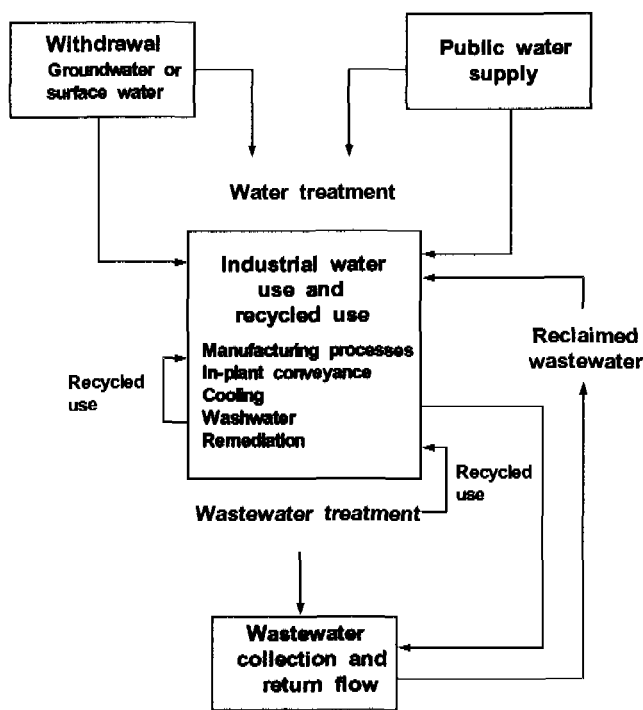 Withdrawal
Groundwater or
surface water
Public water
supply
Water treatment
Industrial water
use and
recycled use
Manufacturing processes
In-plant conveyance
Cooling
Washwater
Remediation
Recycled
use
Reclaimed
wastewater
Recycled
use
Wastewater treatment
Wastewater
collection and
return flow